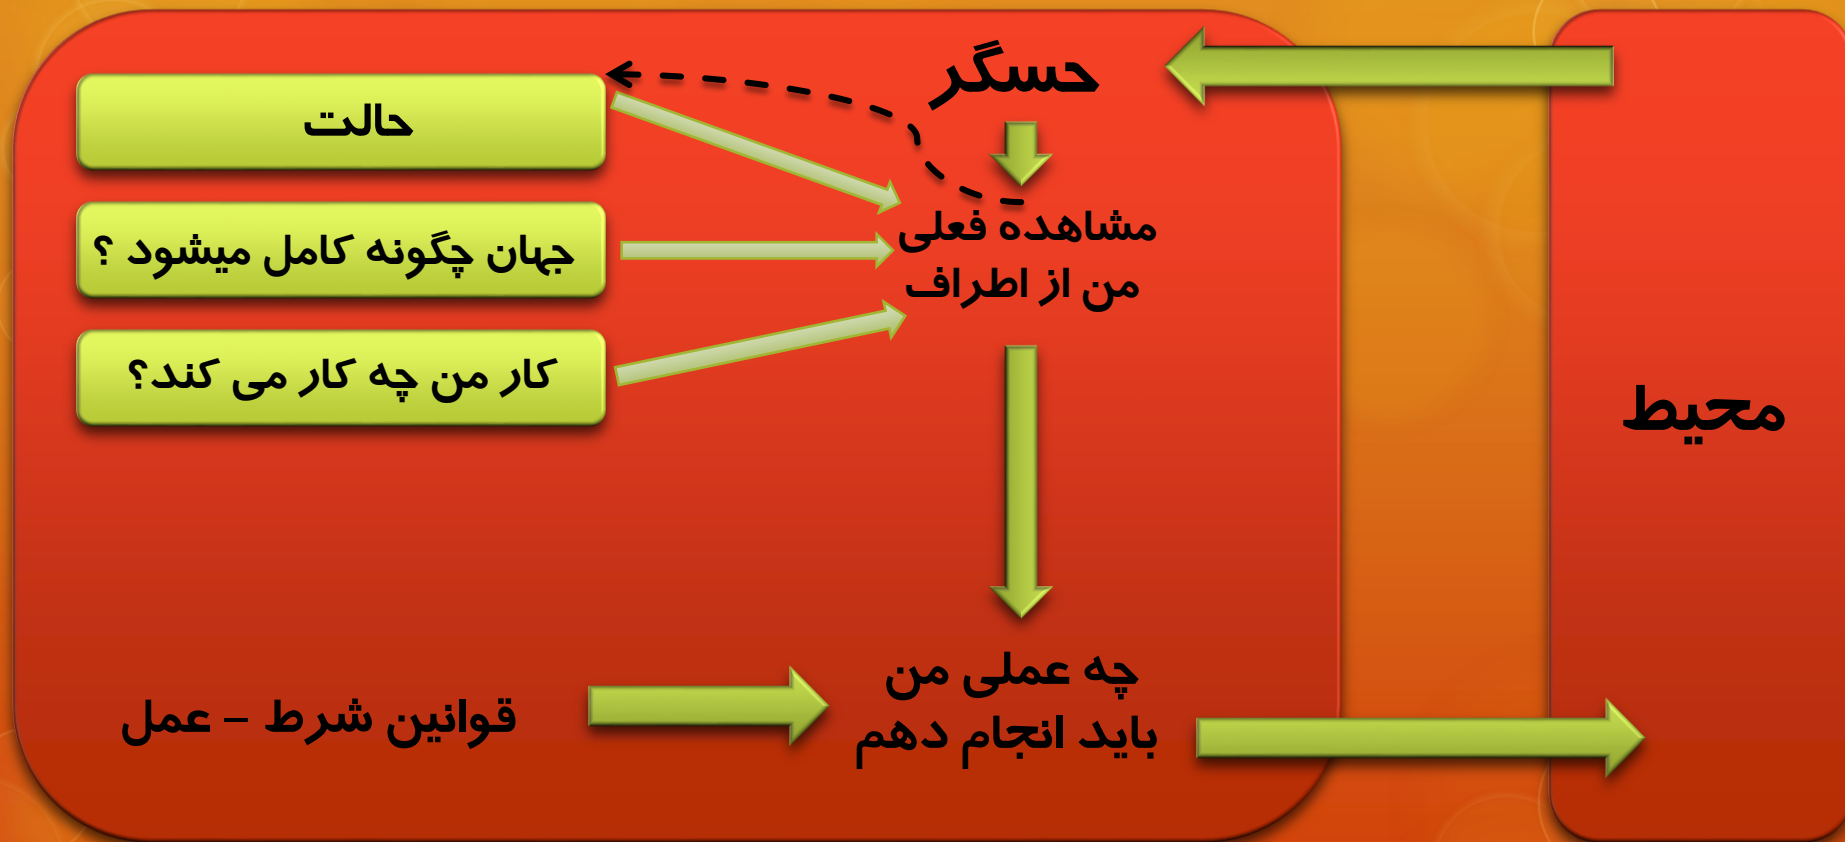 حسگر
حالت
مشاهده فعلی
من از اطراف
جهان چگونه کامل میشود ؟
کار من چه کار می کند؟
محیط
چه عملی من
باید انجام دهم
قوانین شرط – عمل